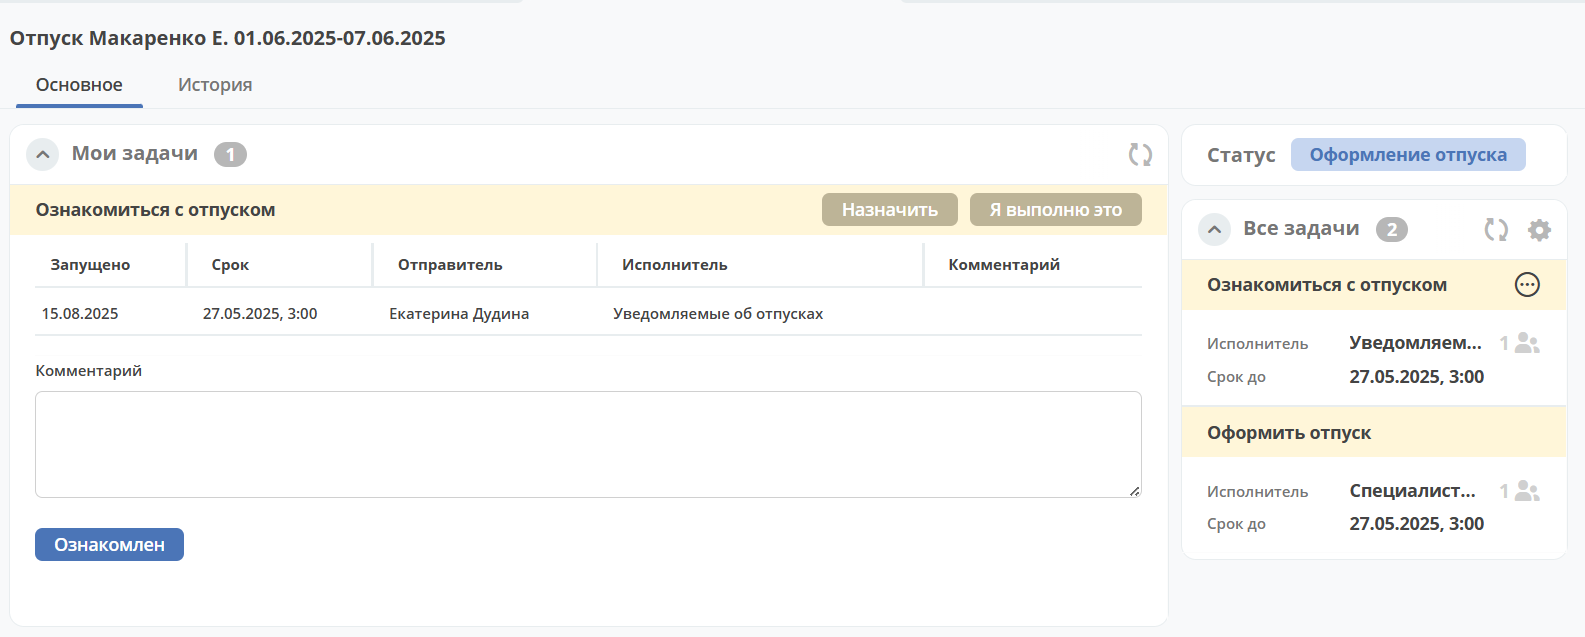 Отпуск Макаренко Е. 01.06.2025-07.06.2025
Основное История
Мои задачи 1
Ознакомиться с отпуском Назначить Я выполню это
Запущено Срок Отправитель Исполнитель Комментарий
15.08.2025 27.05.2025, 3:00 Екатерина Дудина Уведомляемые об отпусках
Комментарий
Ознакомлен
Статус Оформление отпуска
Все задачи 2
Ознакомиться с отпуском
Исполнитель Уведомляем... 1
Срок до 27.05.2025, 3:00
Оформить отпуск
Исполнитель Специалист... 1
Срок до 27.05.2025, 3:00